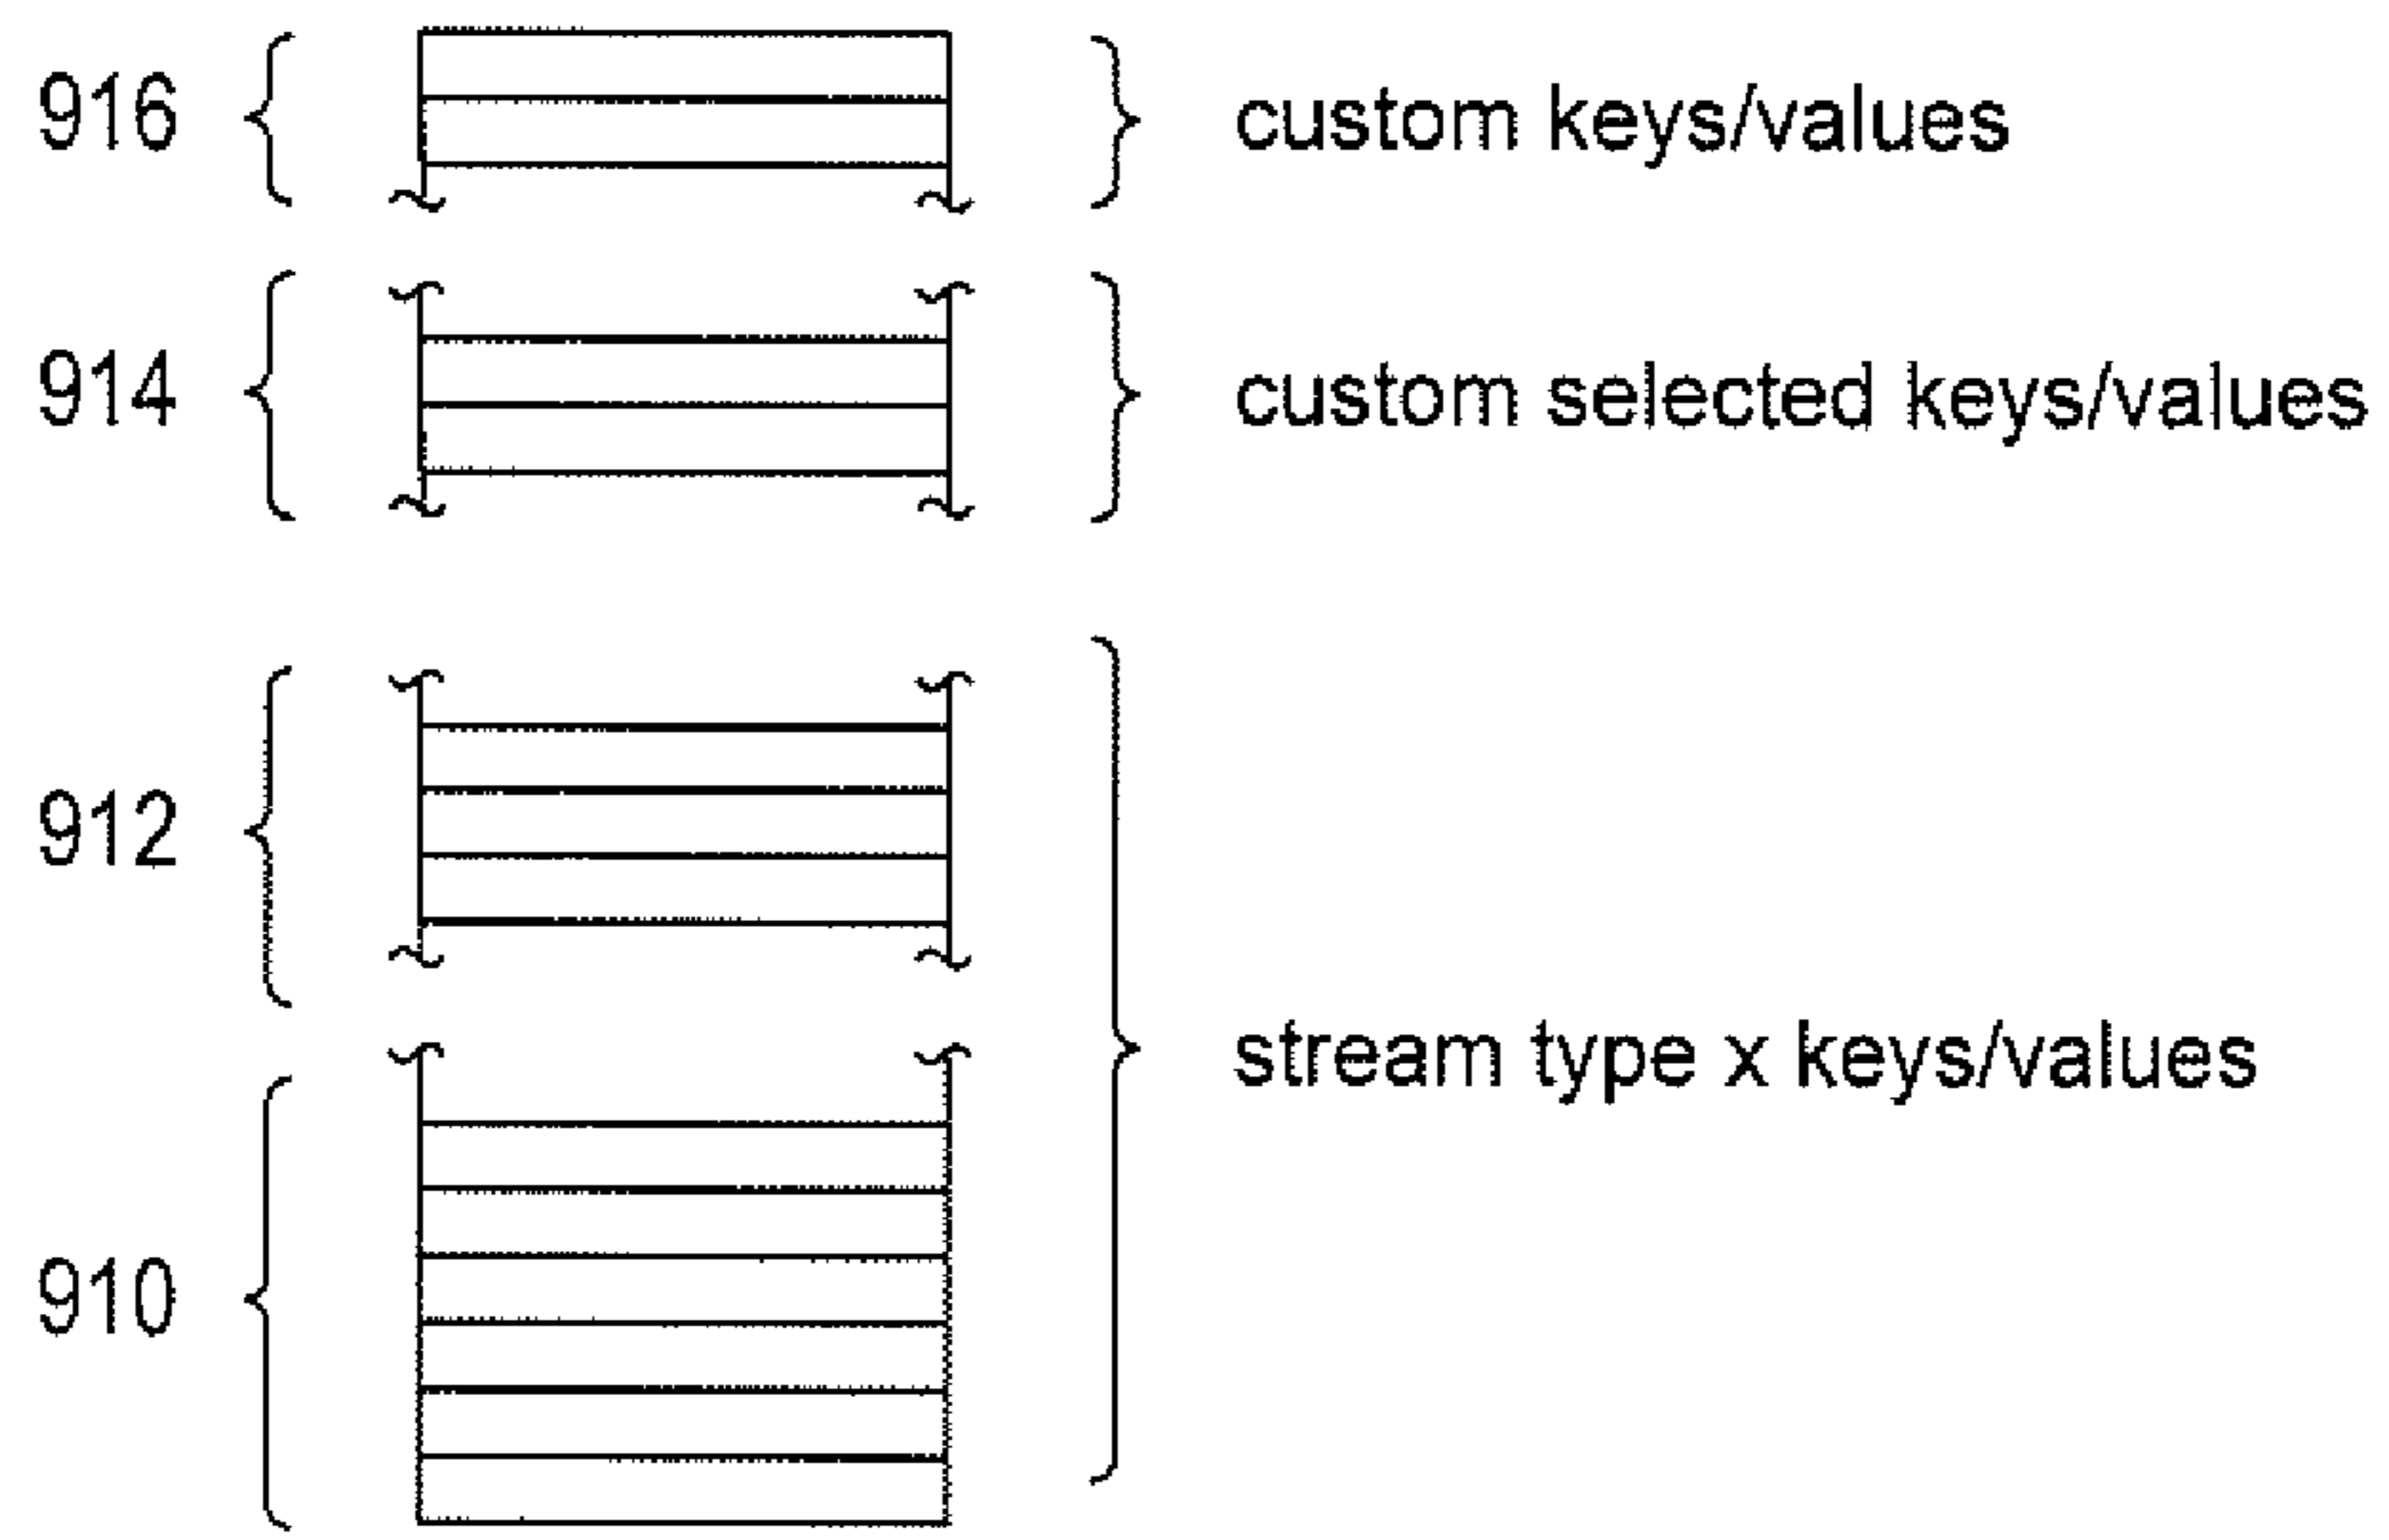 916 custom keys/values
914 custom selected keys/values
912
stream type x keys/values
910